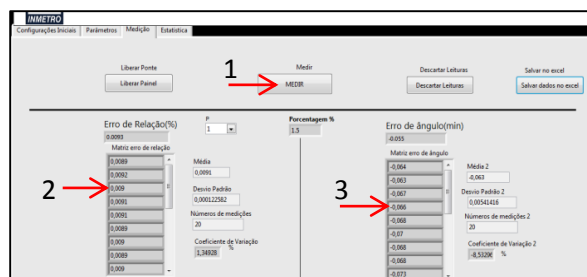 INMETRO
Configurações Iniciais Parâmetros Medição Estatística
Liberar Ponte
Liberar Painel
1
Medir
MEDIR
Descartar Leituras
Descartar Leituras
Salvar no excel
Salvar dados no excel
Erro de Relação(%)
0.0093
P
1
Porcentagem %
1.5
Erro de ângulo(min)
-0.055
Matriz erro de relação
0,0089
0,0092
0,009
0,0091
0,0091
0,0089
0,009
0,0089
0,009
2
Média
0,0091
Desvio Padrão
0,000122582
Números de medições
20
Coeficiente de Variação
1,34928 %
3
Matriz erro de ângulo
-0,064
-0,063
-0,067
-0,066
-0,068
-0,07
-0,068
-0,068
-0,073
Média 2
-0,063
Desvio Padrão 2
0,00541416
Números de medições 2
20
Coeficiente de Variação 2
-8,53296 %